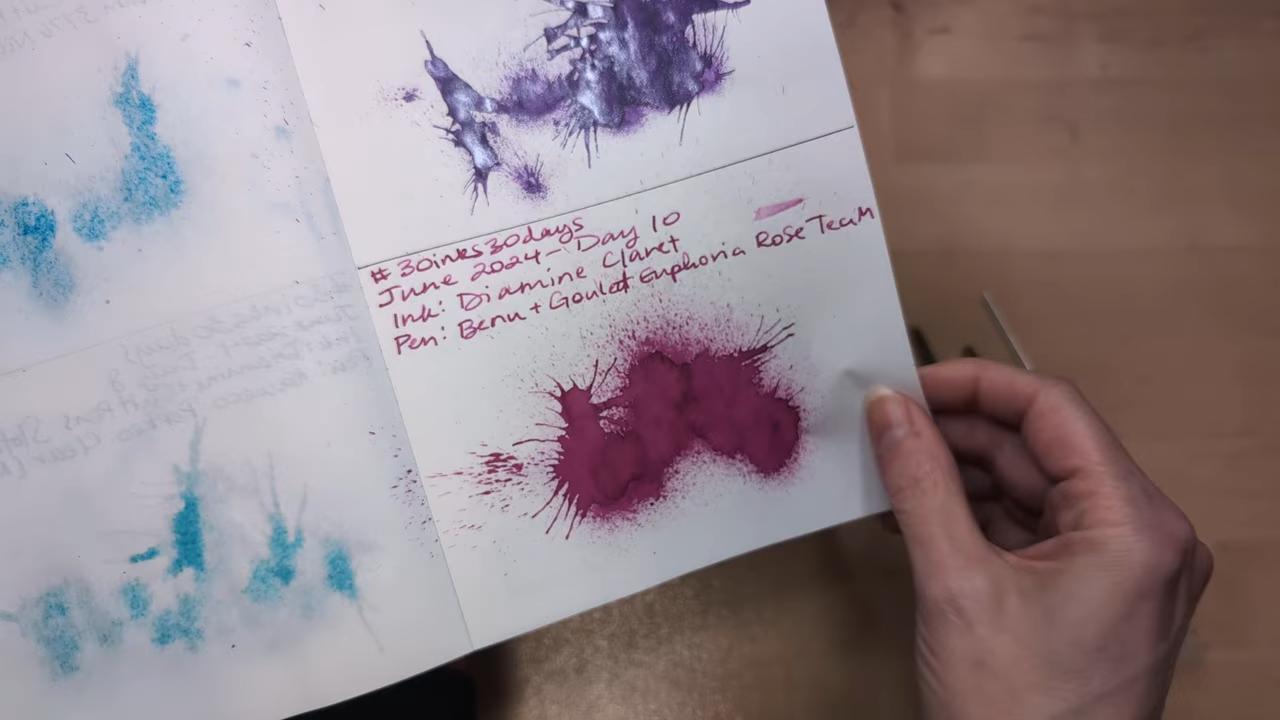 #30inks30days
June 2024 - Day 10
Ink: Diamine Claret
Pen: Benu + Goulet Euphoria Rose Team